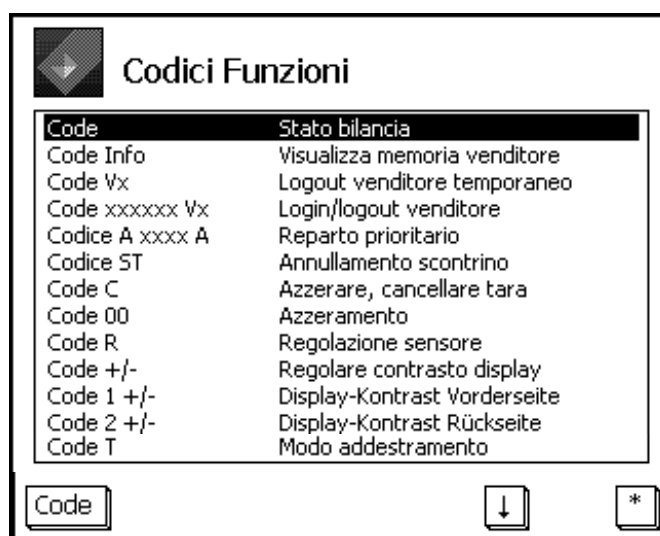 Codici Funzioni
Code Stato bilancia
Code Info Visualizza memoria venditore
Code Vx Logout venditore temporaneo
Code xxxxxx Vx Login/logout venditore
Codice A xxxx A Reparto prioritario
Codice ST Annullamento scontrino
Code C Azzerare, cancellare tara
Code 00 Azzeramento
Code R Regolazione sensore
Code +/- Regolare contrasto display
Code 1 +/- Display-Kontrast Vorderseite
Code 2 +/- Display-Kontrast Rückseite
Code T Modo addestramento
Code ↓ *